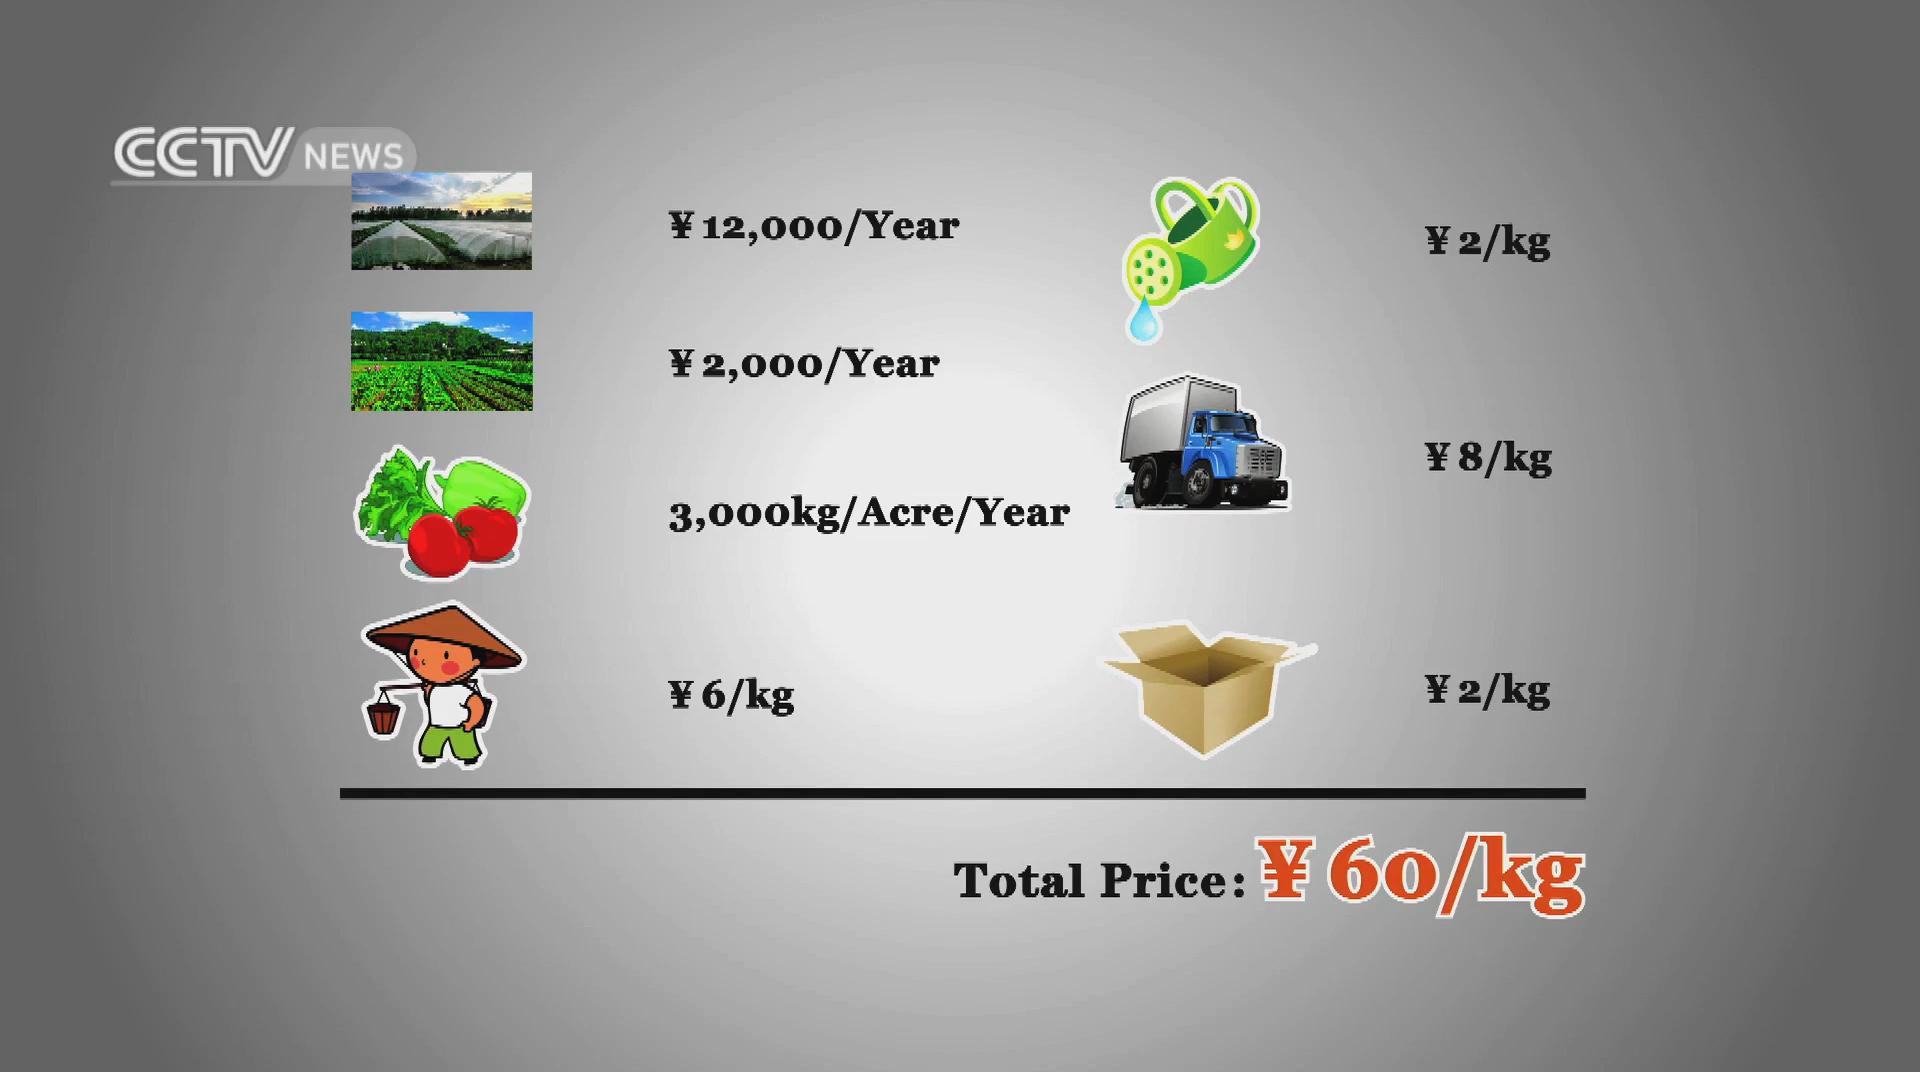 CCTV NEWS
¥12,000/Year
¥2,000/Year
3,000kg/Acre/Year
¥6/kg
¥2/kg
¥8/kg
¥2/kg
Total Price: ¥60/kg